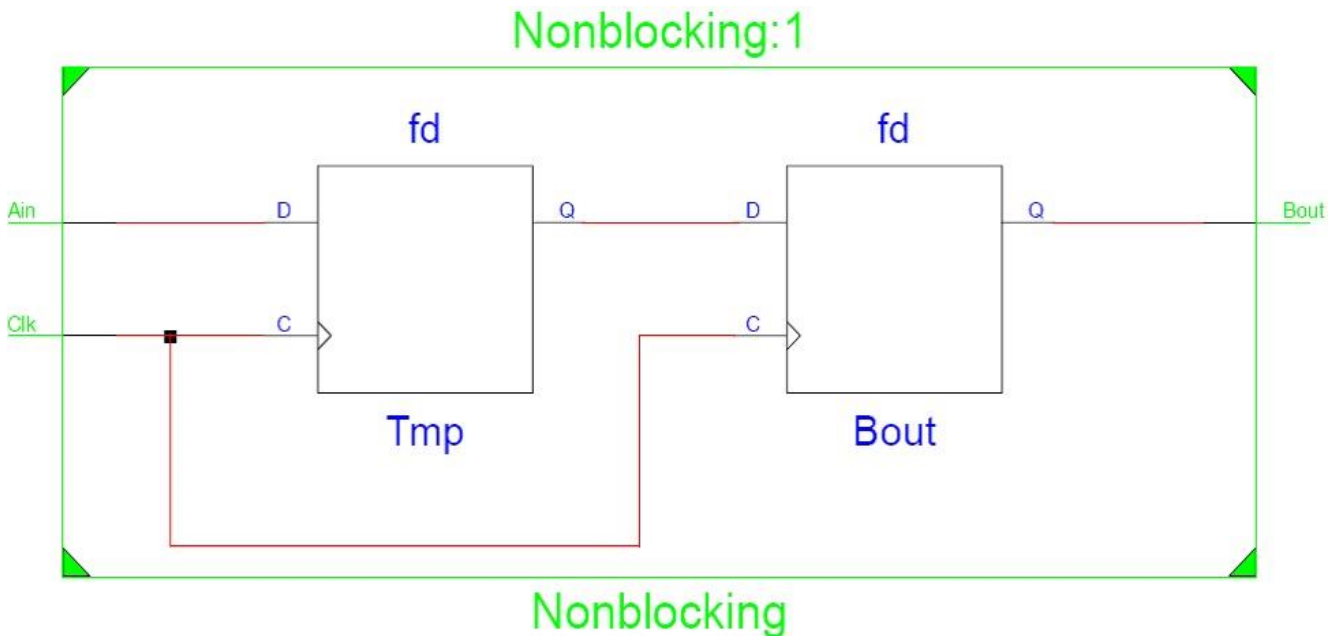 Nonblocking:1
fd
fd
Ain
D
Q
D
Q
Bout
Clk
C
C
Tmp
Bout
Nonblocking